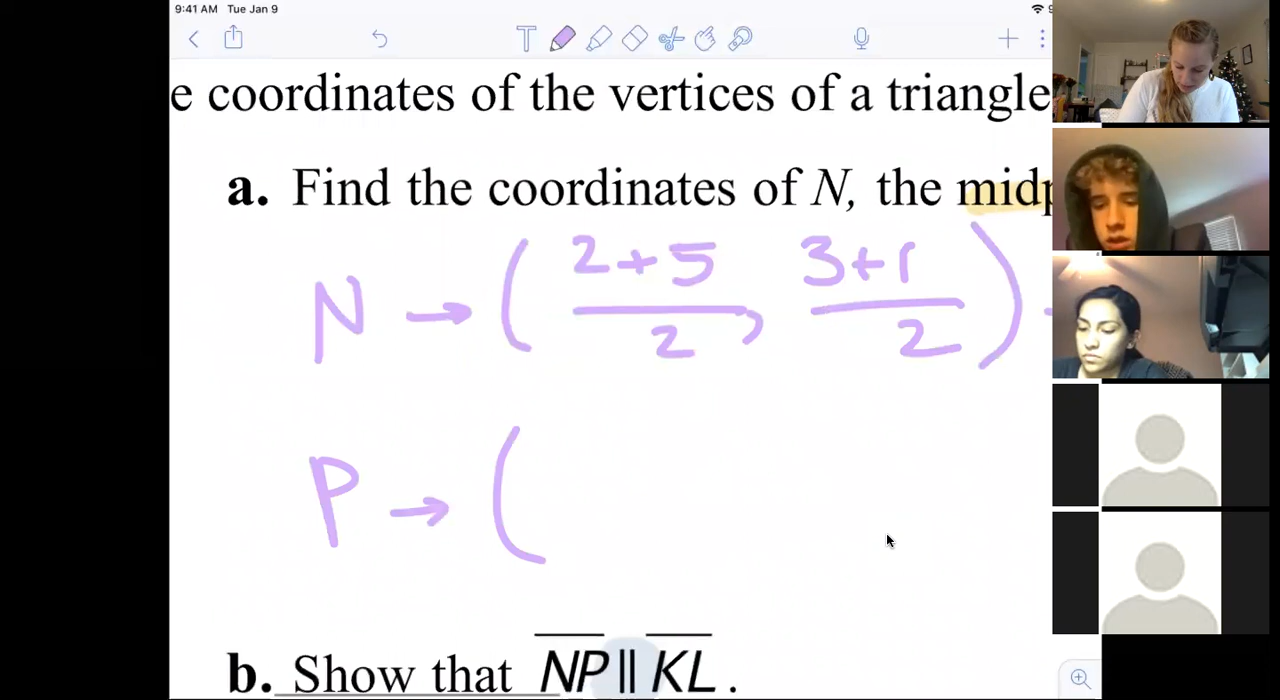 9:41 AM Tue Jan 9
e coordinates of the vertices of a triangle
a. Find the coordinates of N, the midp
N → ( 2+5 / 2 , 3+1 / 2 )
P → (
b. Show that NP || KL.